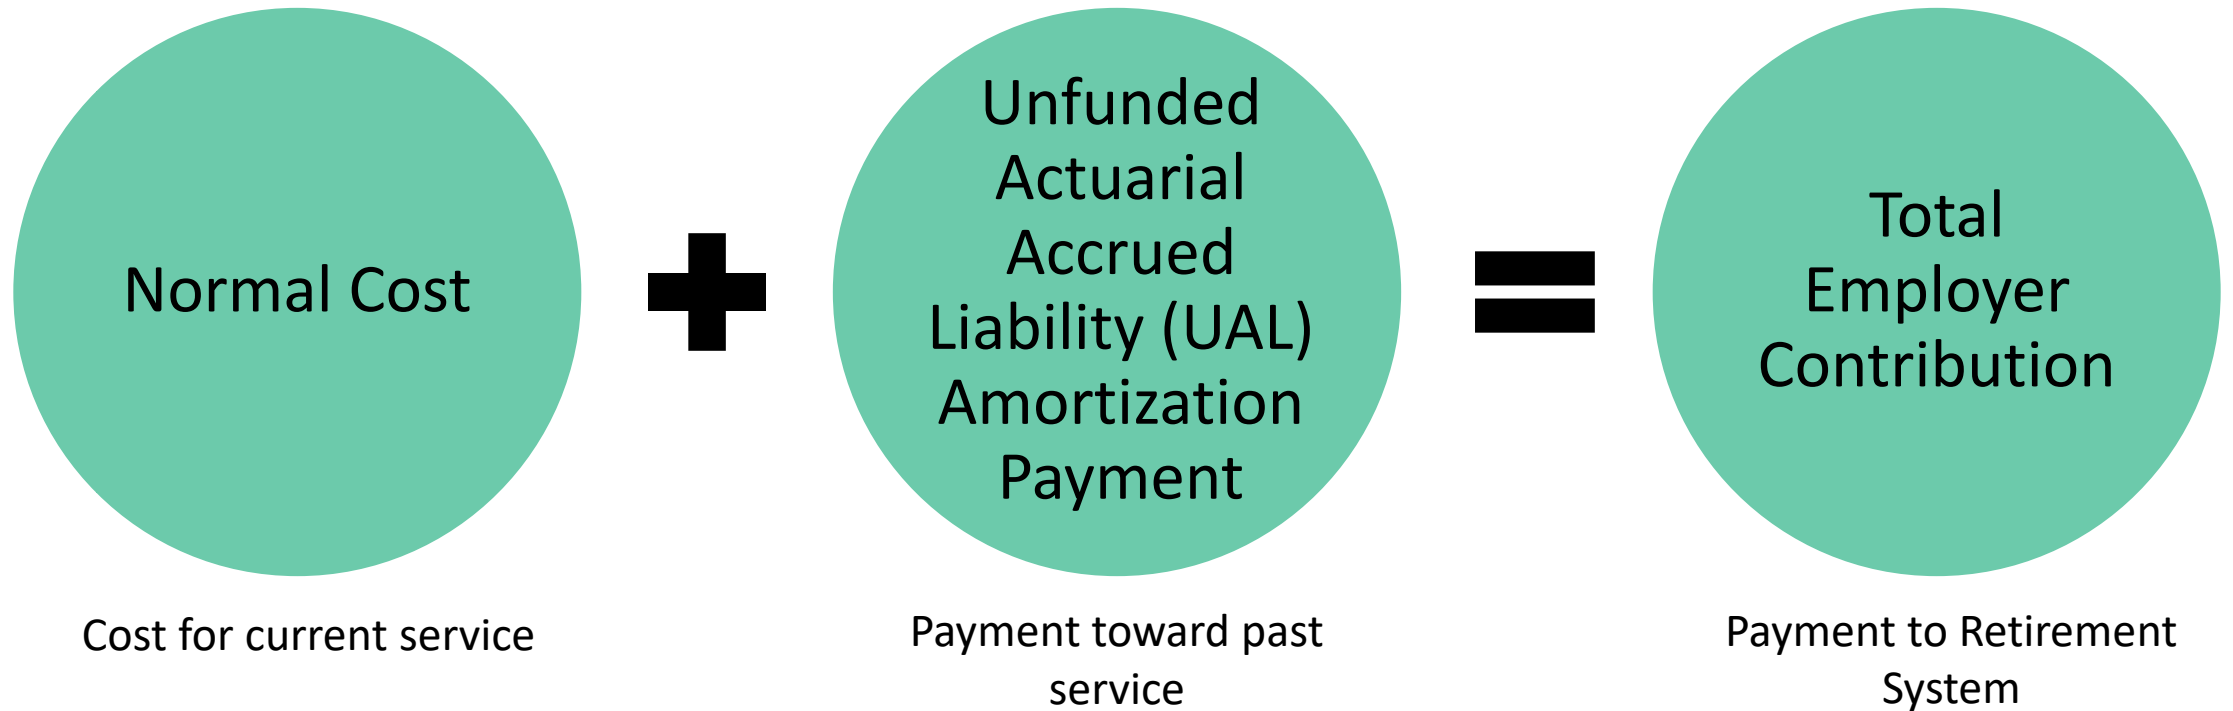 Normal Cost
Unfunded
Actuarial
Accrued
Liability (UAL)
Amortization
Payment
Total
Employer
Contribution
Cost for current service
Payment toward past
service
Payment to Retirement
System